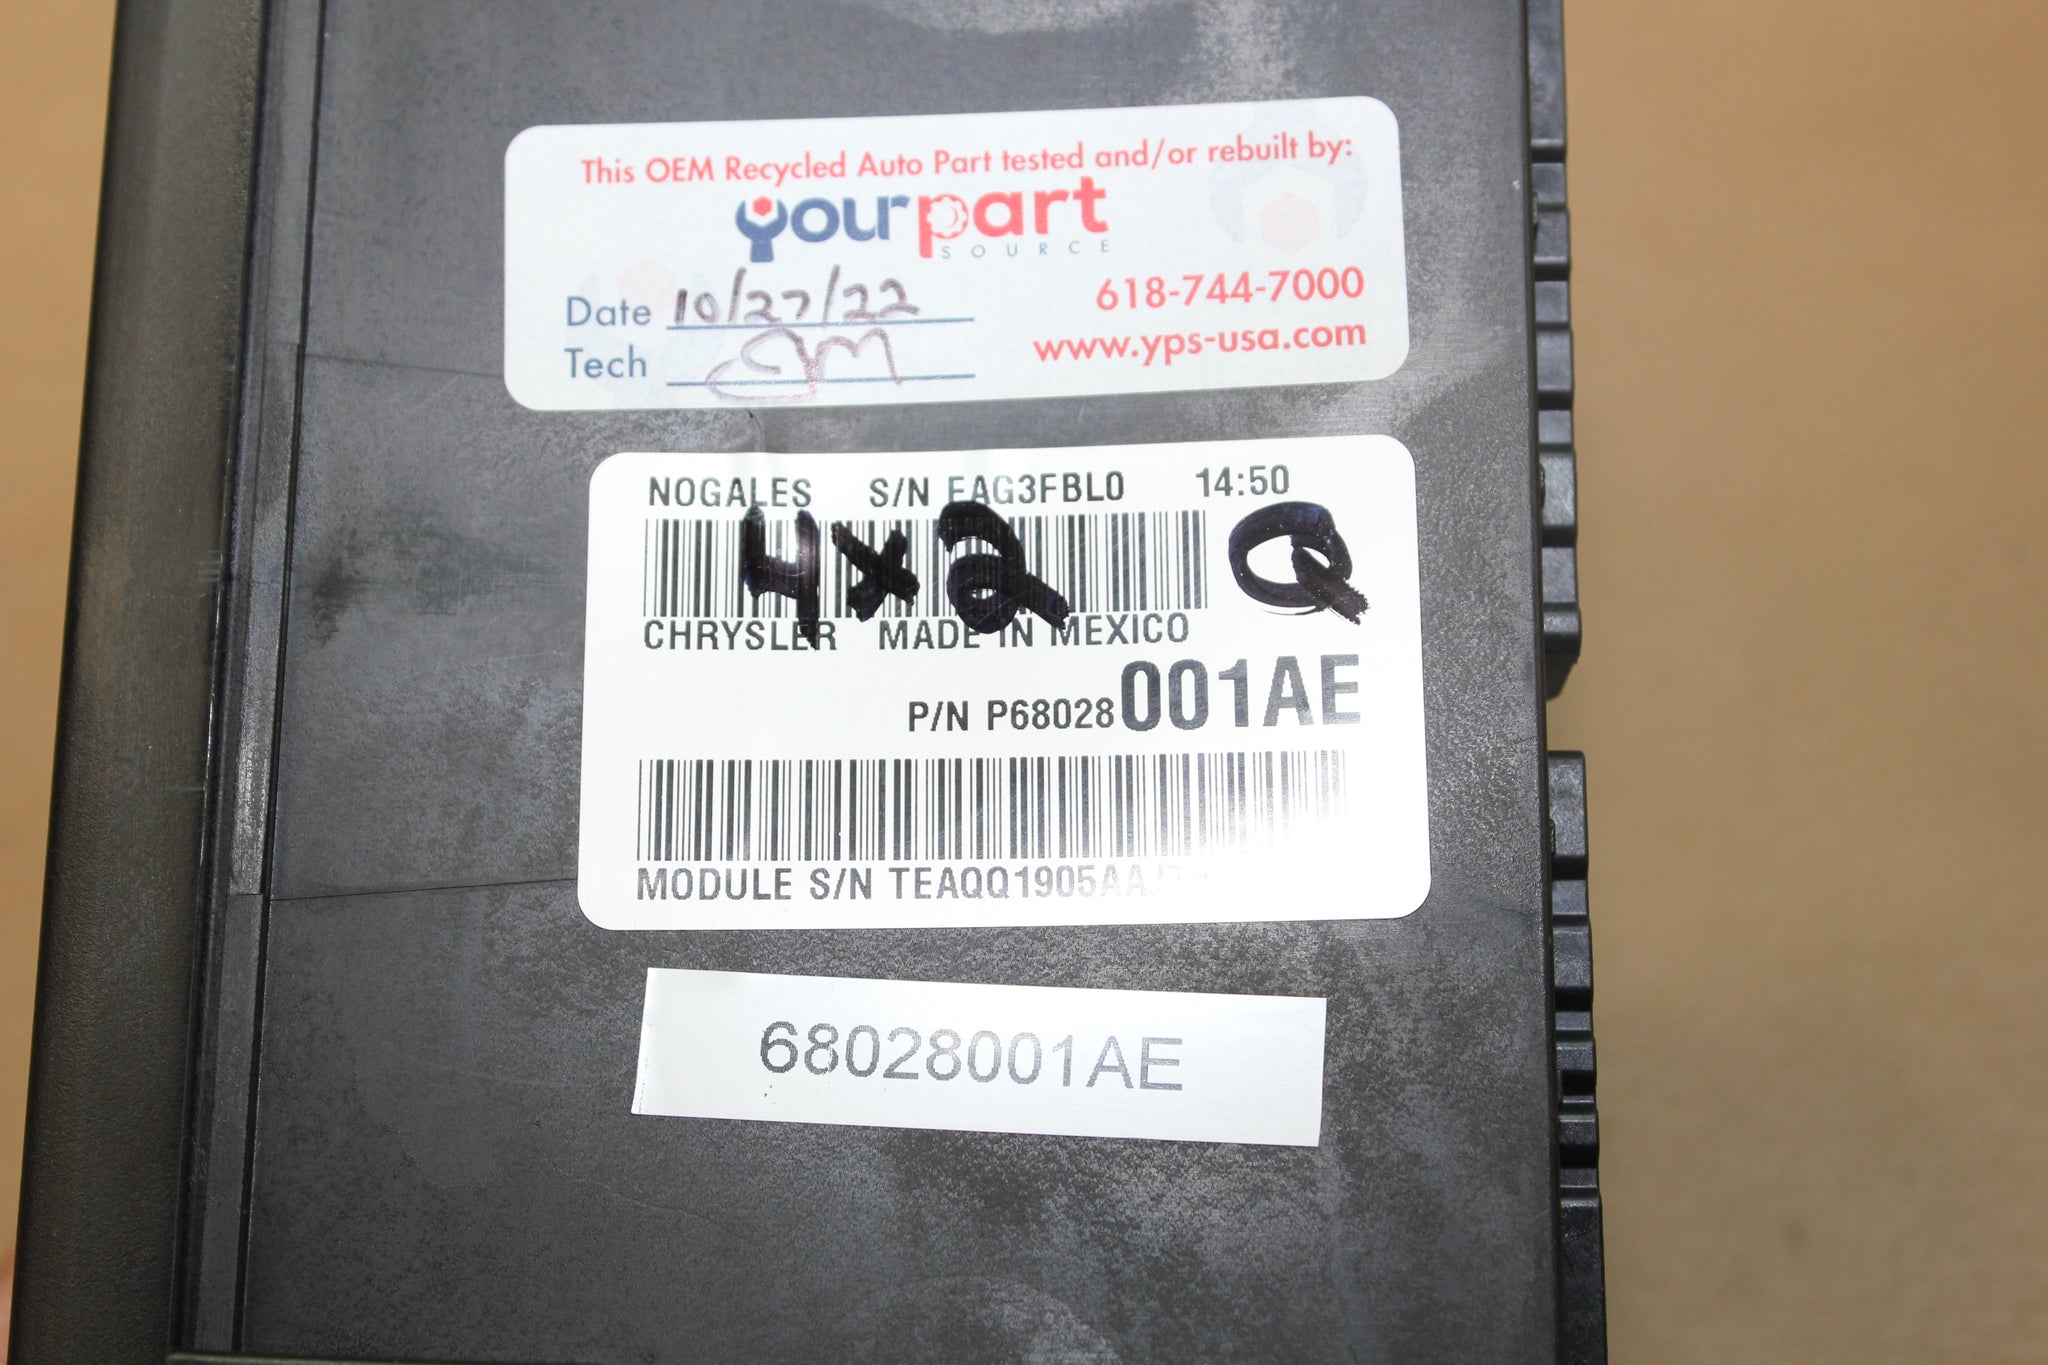 This OEM Recycled Auto Part tested and/or rebuilt by:
yourpart
SOURCE
Date 10/27/22
618-744-7000
Tech JM
www.yps-usa.com
NOGALES S/N EAG3FBL0 14:50
4x2 Q
CHRYSLER MADE IN MEXICO
P/N P68028001AE
MODULE S/N
68028001AE